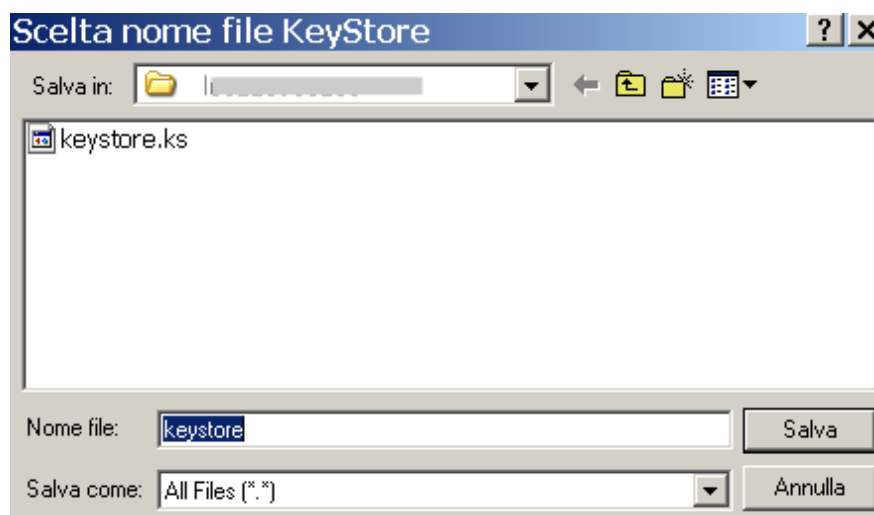 Scelta nome file KeyStore
Salva in:
keystore.ks
Nome file: keystore Salva
Salva come: All Files (*.*) Annulla